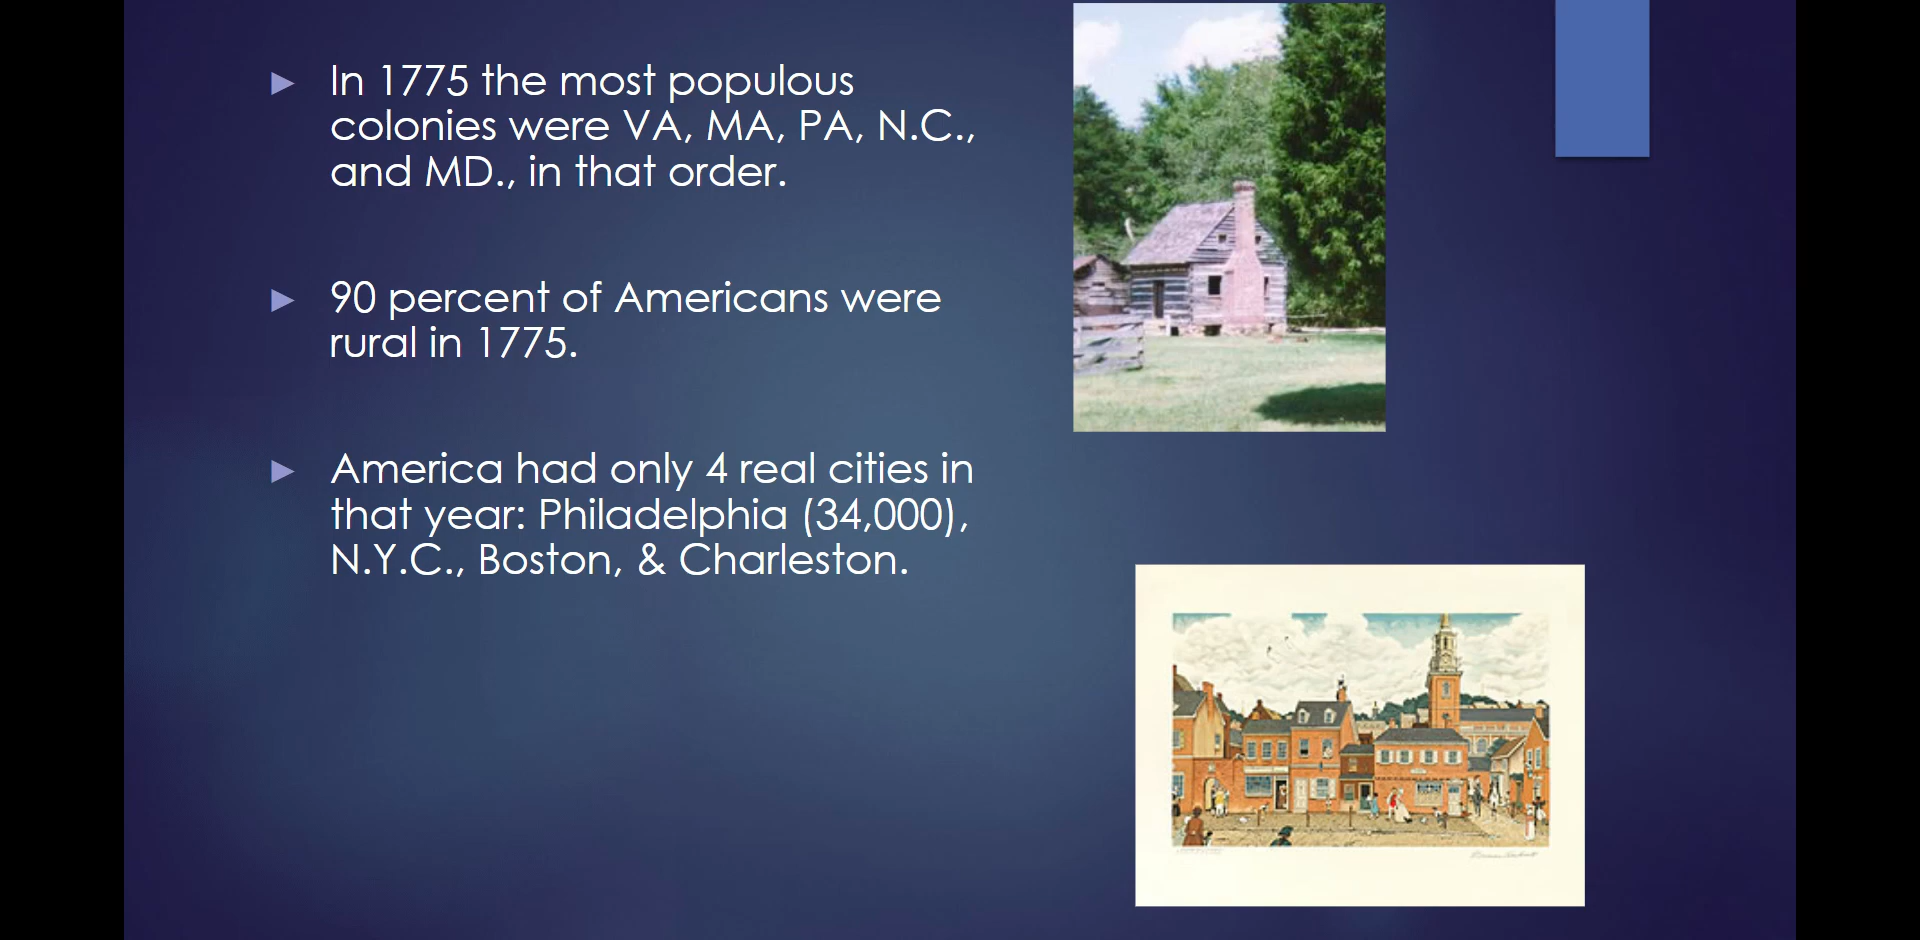 In 1775 the most populous
colonies were VA, MA, PA, N.C.,
and MD., in that order.
90 percent of Americans were
rural in 1775.
America had only 4 real cities in
that year: Philadelphia (34,000),
N.Y.C., Boston, & Charleston.